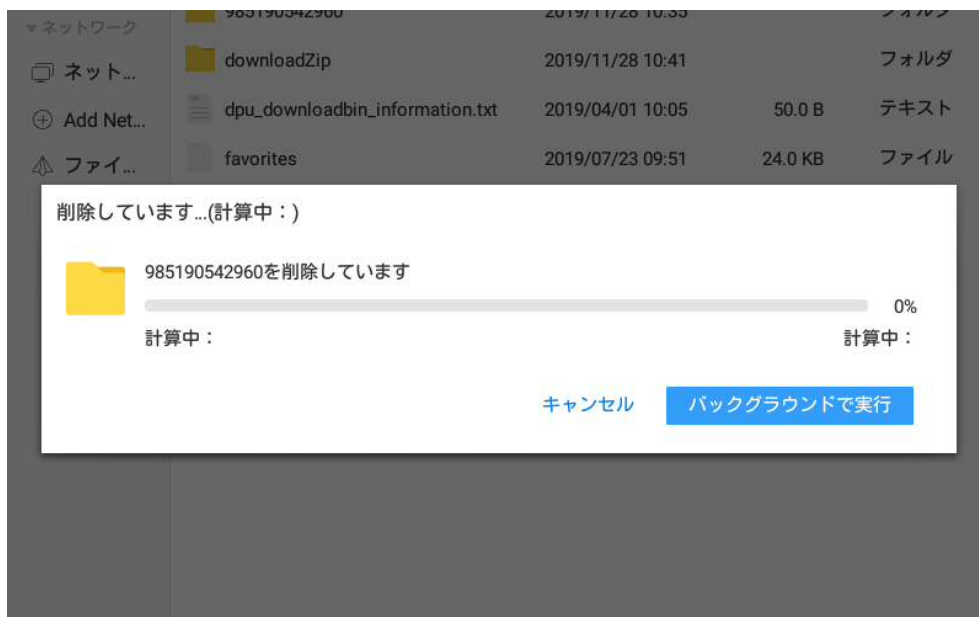 985190542960 2019/11/28 10:35 フォルダ
ネットワーク
downloadZip 2019/11/28 10:41 フォルダ
ネット...
dpu_downloadbin_information.txt 2019/04/01 10:05 50.0 B テキスト
Add Net...
favorites 2019/07/23 09:51 24.0 KB ファイル
ファイ...
削除しています...(計算中：)
985190542960を削除しています
0%
計算中： 計算中：
キャンセル バックグラウンドで実行